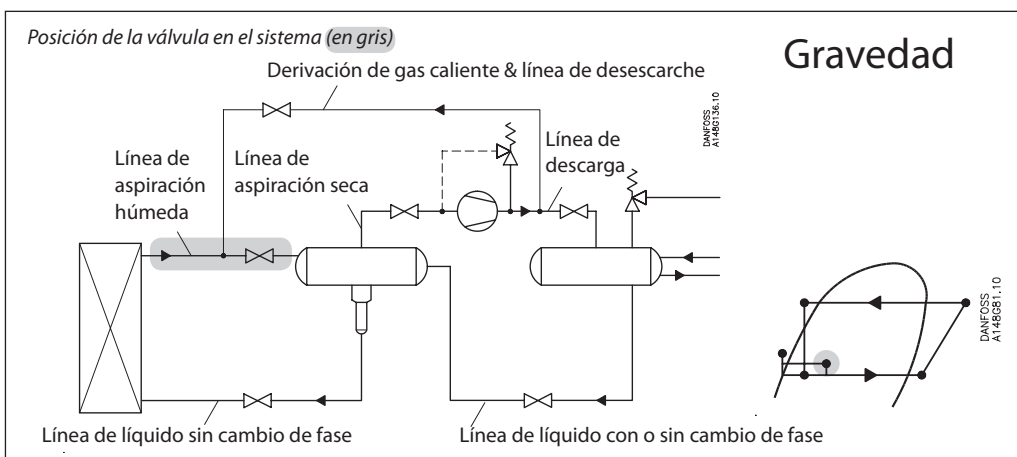 Posición de la válvula en el sistema (en gris)
Gravedad
Derivación de gas caliente & línea de desescarche
DANFOSS
A148G136.10
Línea de
aspiración
húmeda
Línea de
aspiración seca
Línea de
descarga
DANFOSS
A148G81.10
Línea de líquido sin cambio de fase
Línea de líquido con o sin cambio de fase